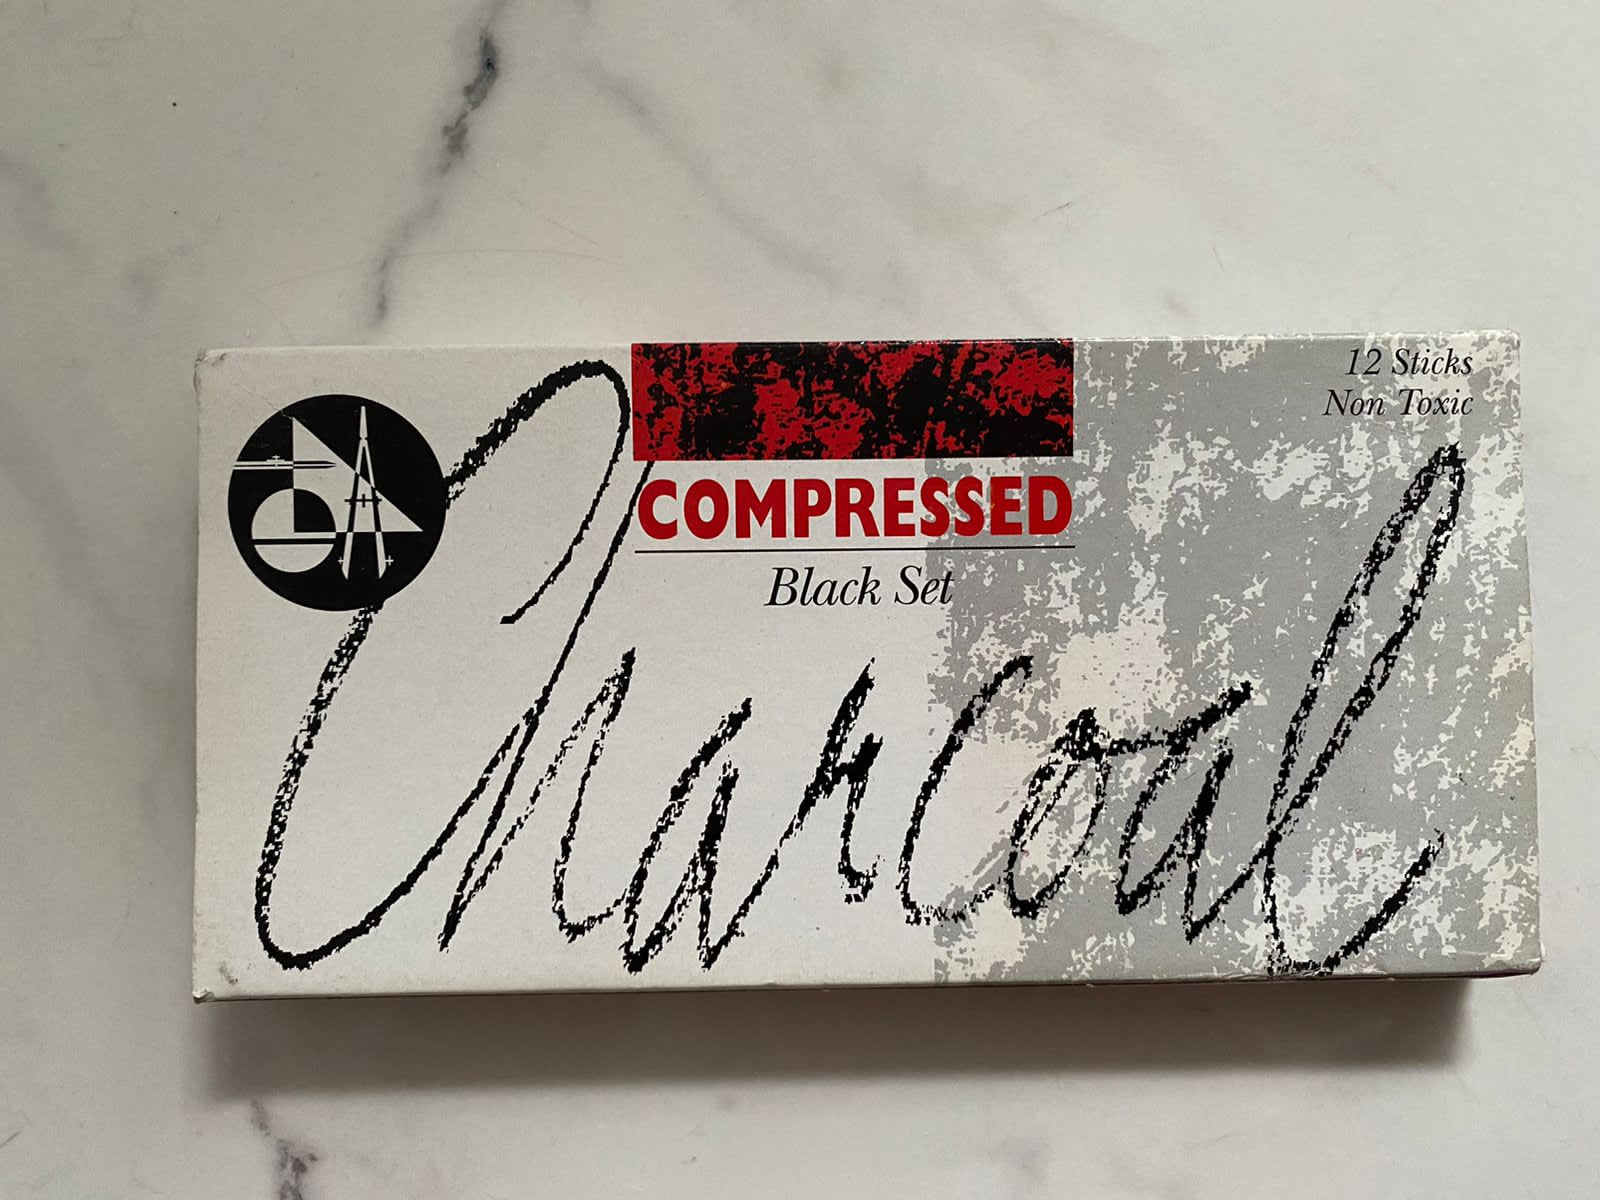 12 Sticks
Non Toxic
COMPRESSED
Black Set
Charcoal